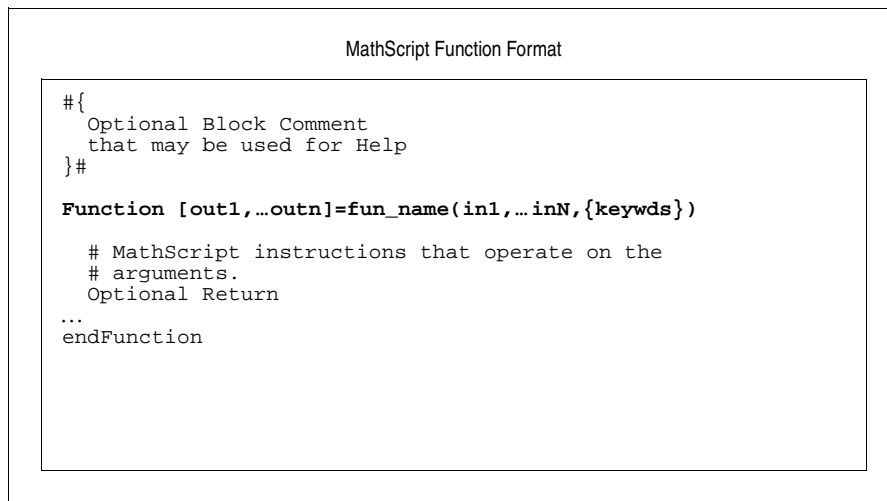 MathScript Function Format
#{
Optional Block Comment
that may be used for Help
}#
Function [out1,…outn]=fun_name(in1,…inN,{keywds})
# MathScript instructions that operate on the
# arguments.
Optional Return
...
endFunction